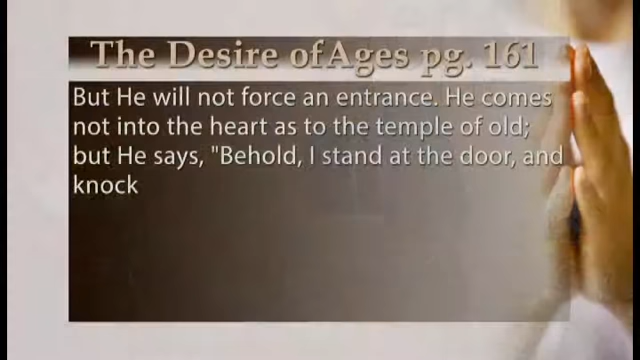 The Desire of Ages pg. 161
But He will not force an entrance. He comes
not into the heart as to the temple of old;
but He says, "Behold, I stand at the door, and
knock